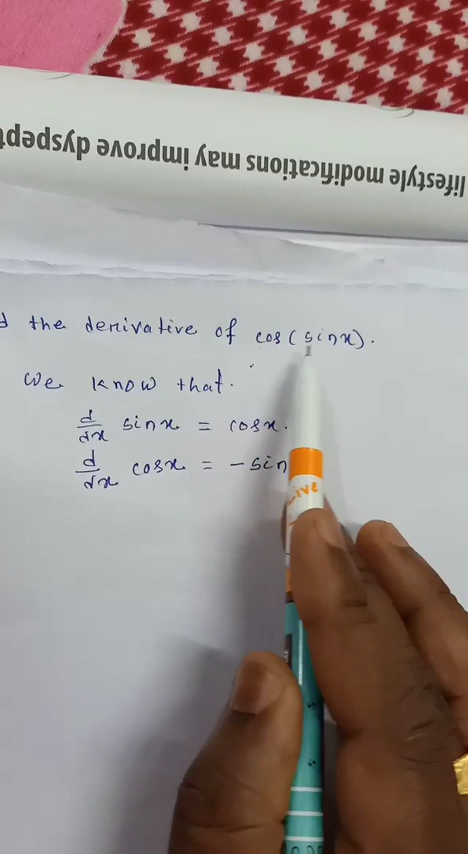 lifestyle modifications may improve dyspept
the derivative of cos(sinx).
We know that.
d/dx sinx = cosx.
d/dx cosx = -sin
Live